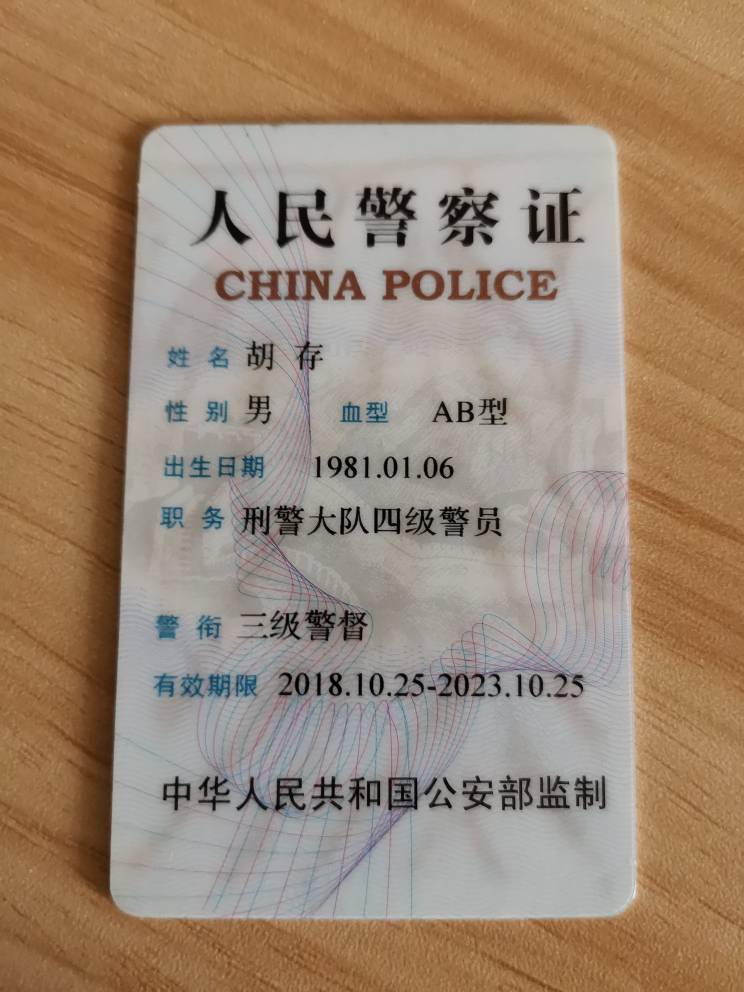 人民警察证
CHINA POLICE
姓 名 胡 存
性 别 男 血型 AB型
出生日期 1981.01.06
职 务 刑警大队四级警员
警 衔 三级警督
有效期限 2018.10.25-2023.10.25
中华人民共和国公安部监制